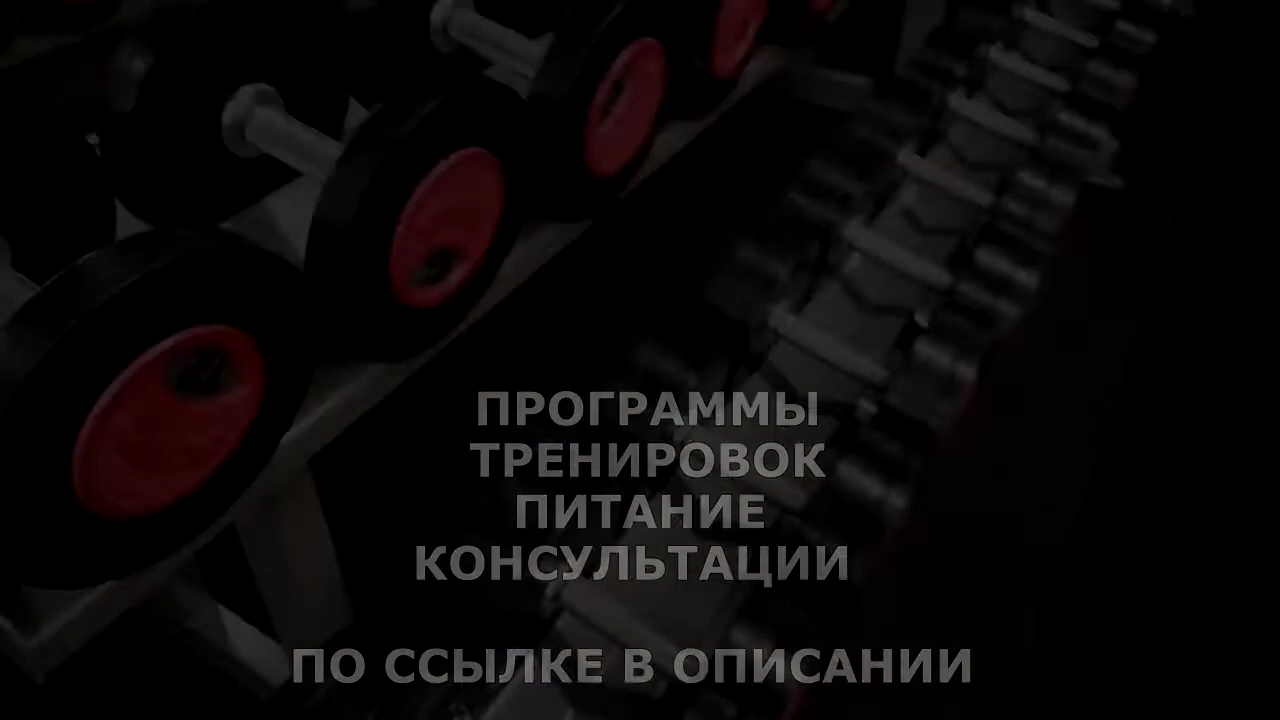 ПРОГРАММЫ
ТРЕНИРОВОК
ПИТАНИЕ
КОНСУЛЬТАЦИИ
ПО ССЫЛКЕ В ОПИСАНИИ